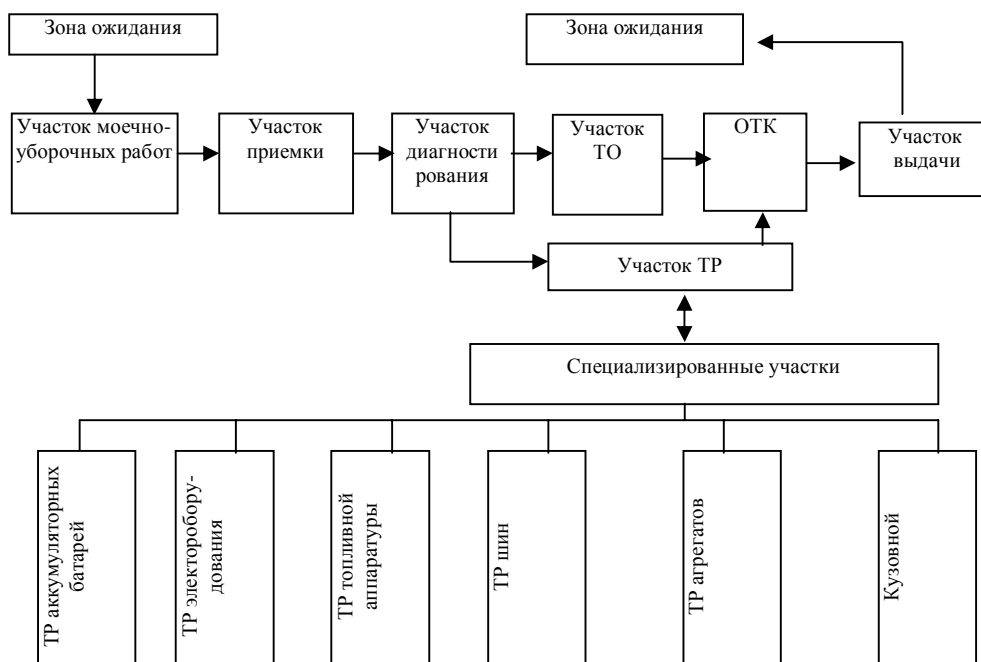 Зона ожидания
Зона ожидания
Участок моечно-
уборочных работ
Участок
приемки
Участок
диагности
рования
Участок
ТО
ОТК
Участок
выдачи
Участок ТР
Специализированные участки
ТР аккумуляторных
батарей
ТР электоробору-
дования
ТР топливной
аппаратуры
ТР шин
ТР агрегатов
Кузовной